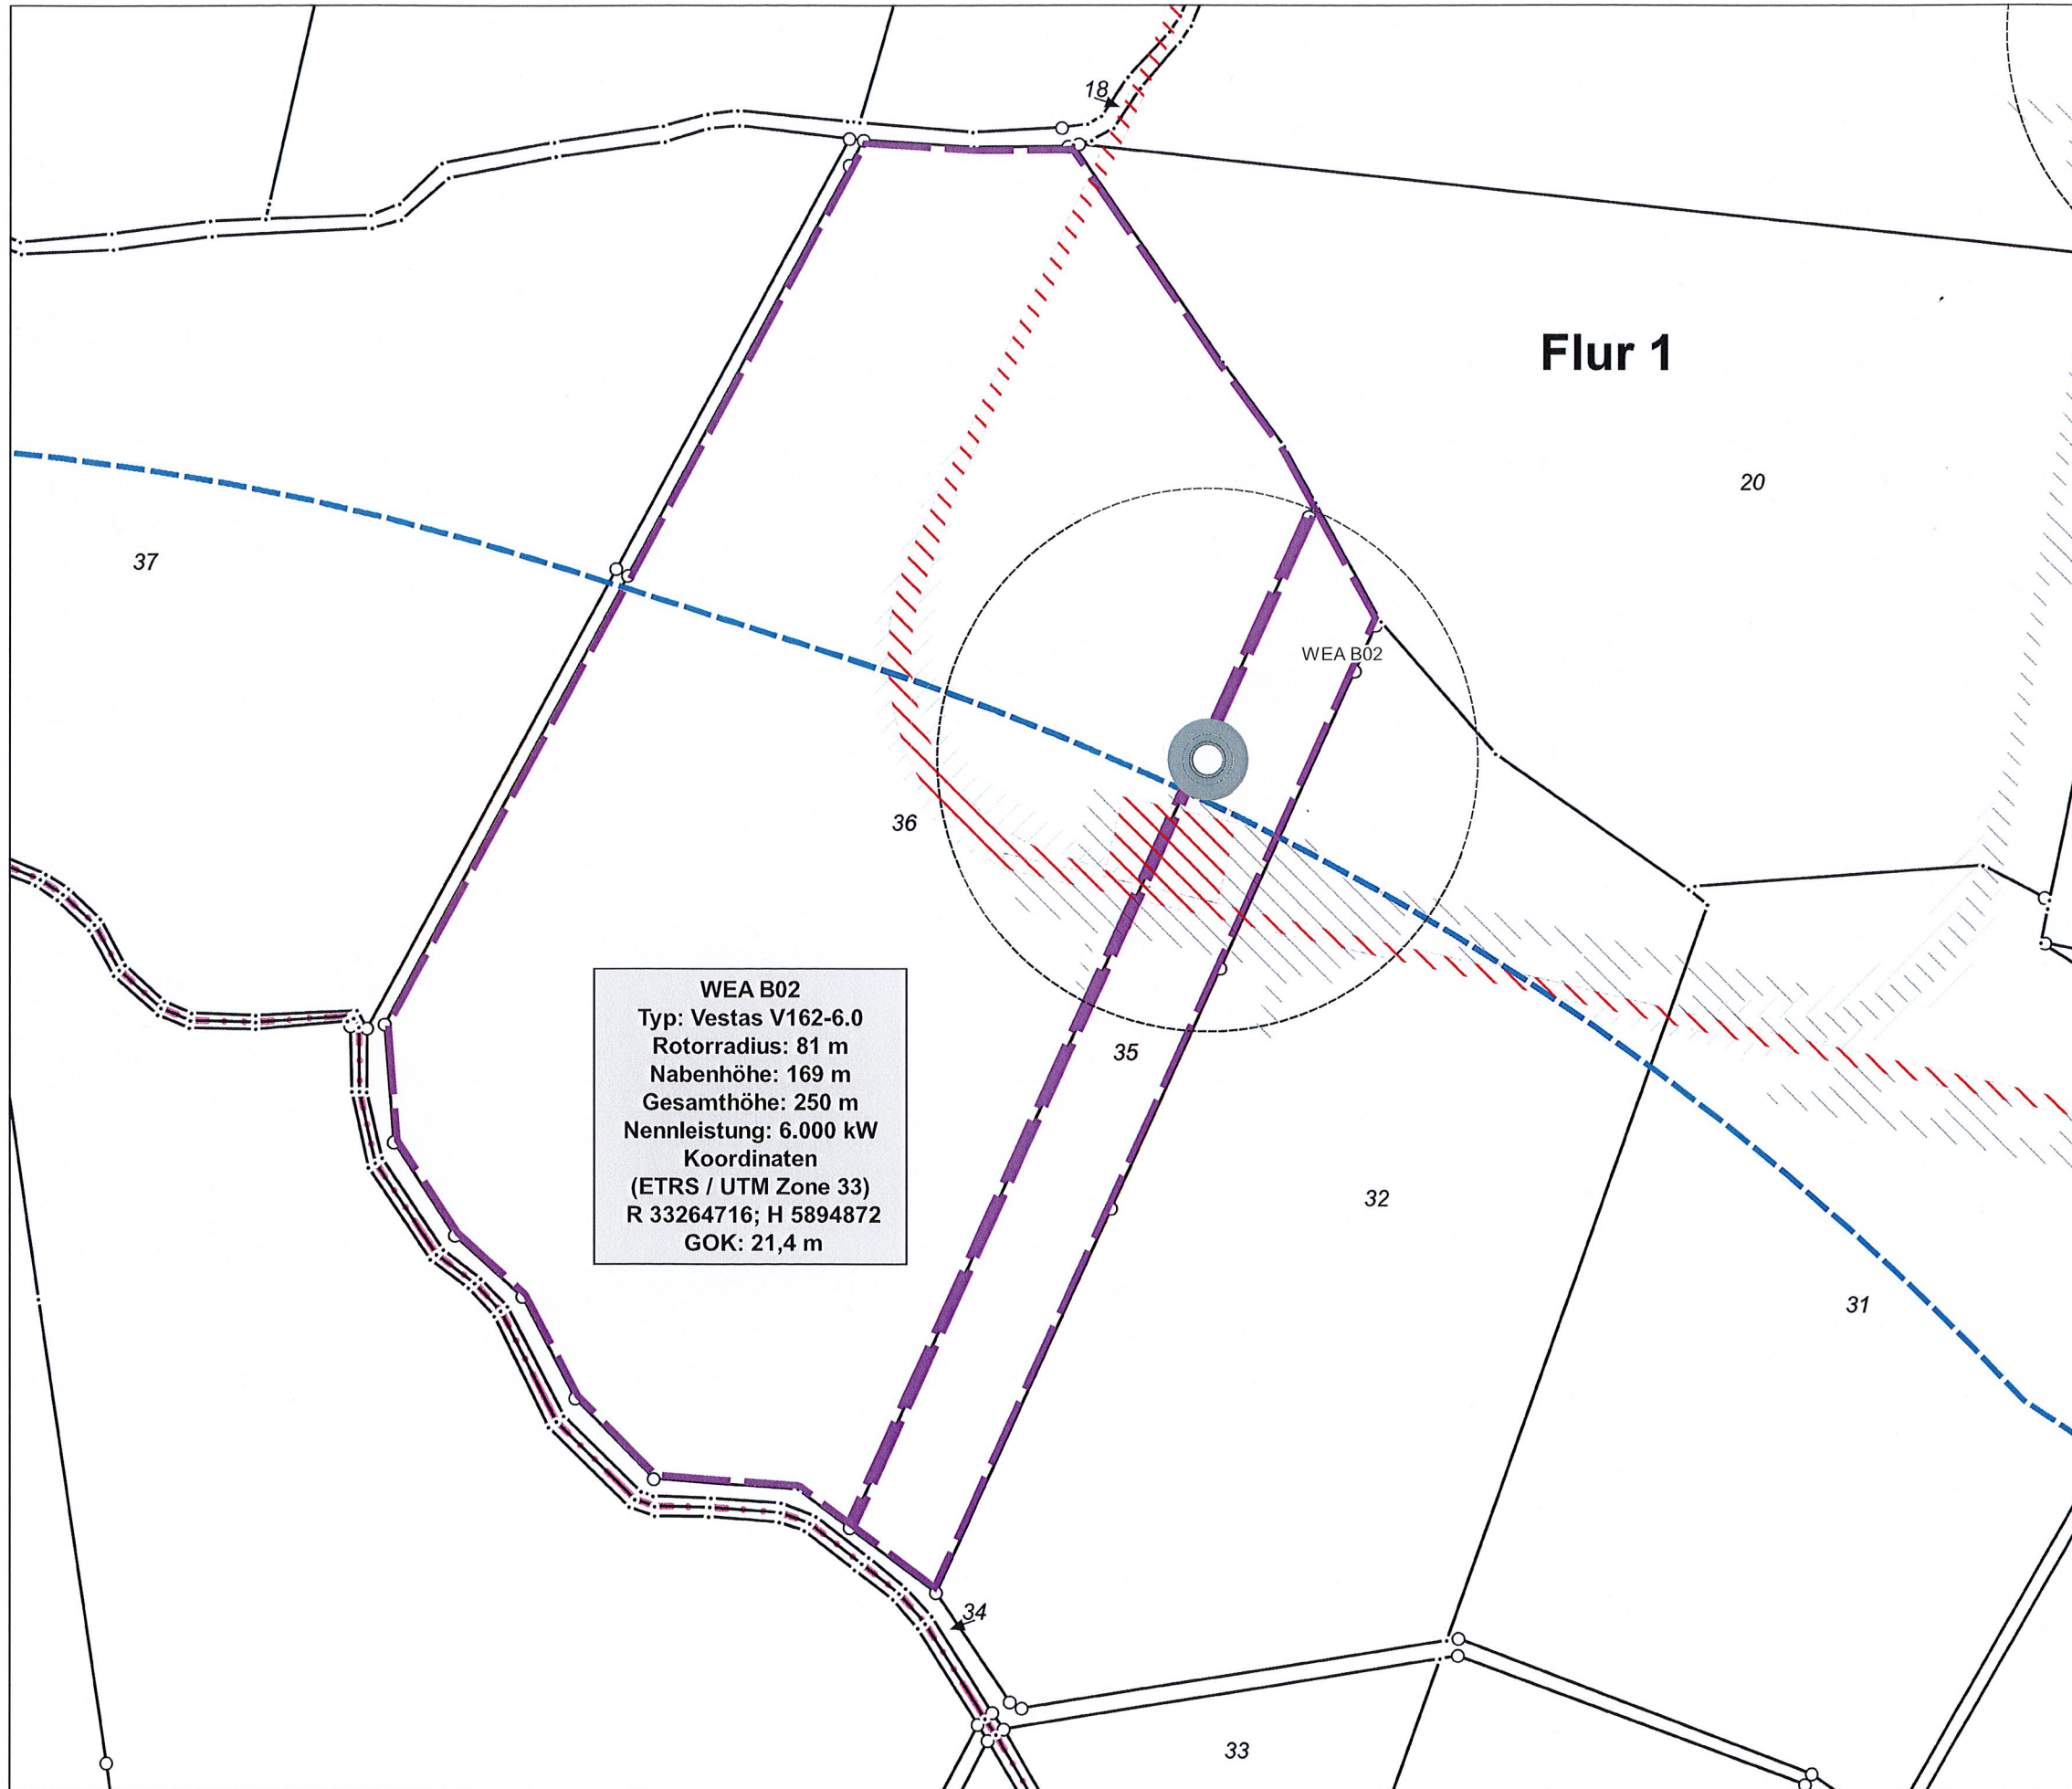 18
Flur 1
20
37
WEA B02
36
WEA B02
Typ: Vestas V162-6.0
Rotorradius: 81 m
Nabenhöhe: 169 m
Gesamthöhe: 250 m
Nennleistung: 6.000 kW
Koordinaten
(ETRS / UTM Zone 33)
R 33264716; H 5894872
GOK: 21,4 m
35
32
31
34
33